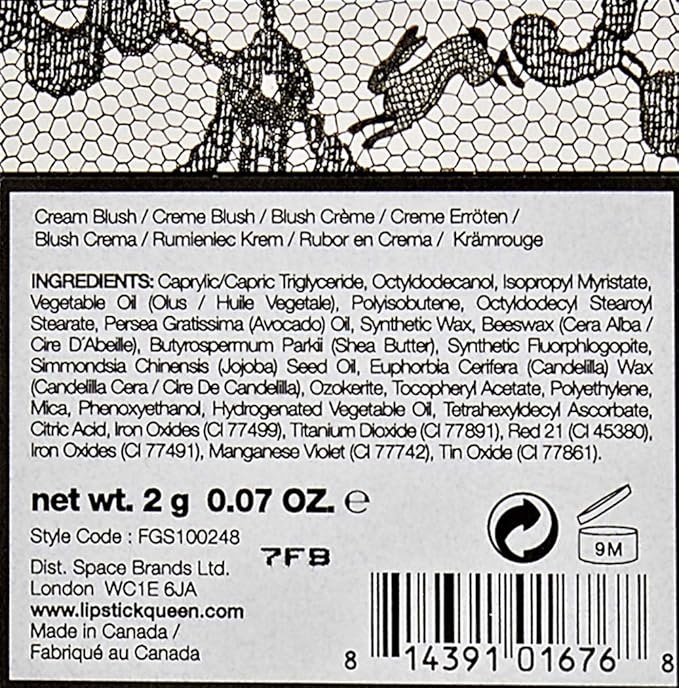 Cream Blush / Creme Blush / Blush Crème / Creme Erröten /
Blush Crema / Rumieniec Krem / Rubor en Crema / Krämrouge
INGREDIENTS: Caprylic/Capric Triglyceride, Octyldodecanol, Isopropyl Myristate,
Vegetable Oil (Olus / Huile Vegetale), Polyisobutene, Octyldodecyl Stearoyl
Stearate, Persea Gratissima (Avocado) Oil, Synthetic Wax, Beeswax (Cera Alba /
Cire D'Abeille), Butyrospermum Parkii (Shea Butter), Synthetic Fluorphlogopite,
Simmondsia Chinensis (Jojoba) Seed Oil, Euphorbia Cerifera (Candelilla) Wax
(Candelilla Cera / Cire De Candelilla), Ozokerite, Tocopheryl Acetate, Polyethylene,
Mica, Phenoxyethanol, Hydrogenated Vegetable Oil, Tetrahexyldecyl Ascorbate,
Citric Acid, Iron Oxides (CI 77499), Titanium Dioxide (CI 77891), Red 21 (CI 45380),
Iron Oxides (CI 77491), Manganese Violet (CI 77742), Tin Oxide (CI 77861).
net wt. 2 g 0.07 OZ. ℮
Style Code : FGS100248
7FB
Dist. Space Brands Ltd.
London WC1E 6JA
www.lipstickqueen.com
Made in Canada /
Fabriqué au Canada
9M
8 14391 01676 8